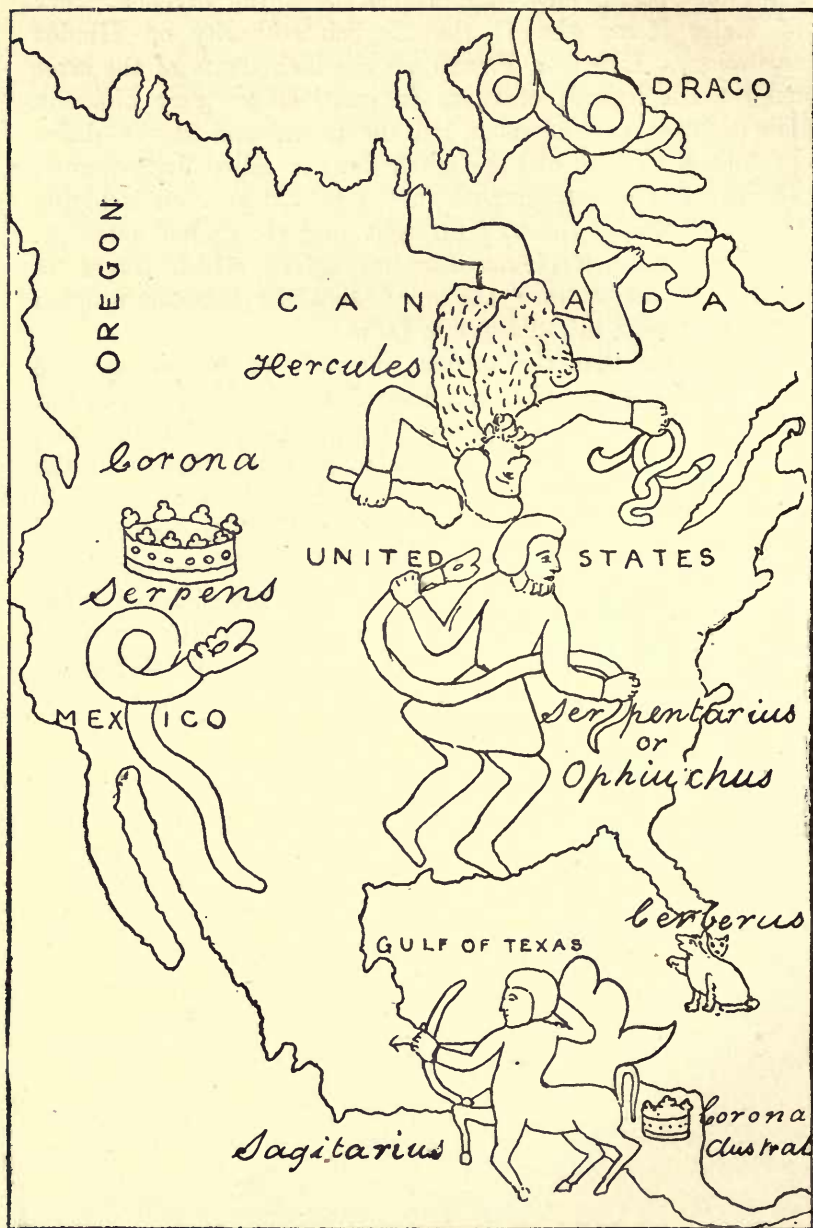 DRACO
OREGON
CANADA
Hercules
Corona
UNITED STATES
Serpens
MEXICO
Serpentarius
or
Ophiuchus
Cerberus
GULF OF TEXAS
Corona
Sagitarius
Austral